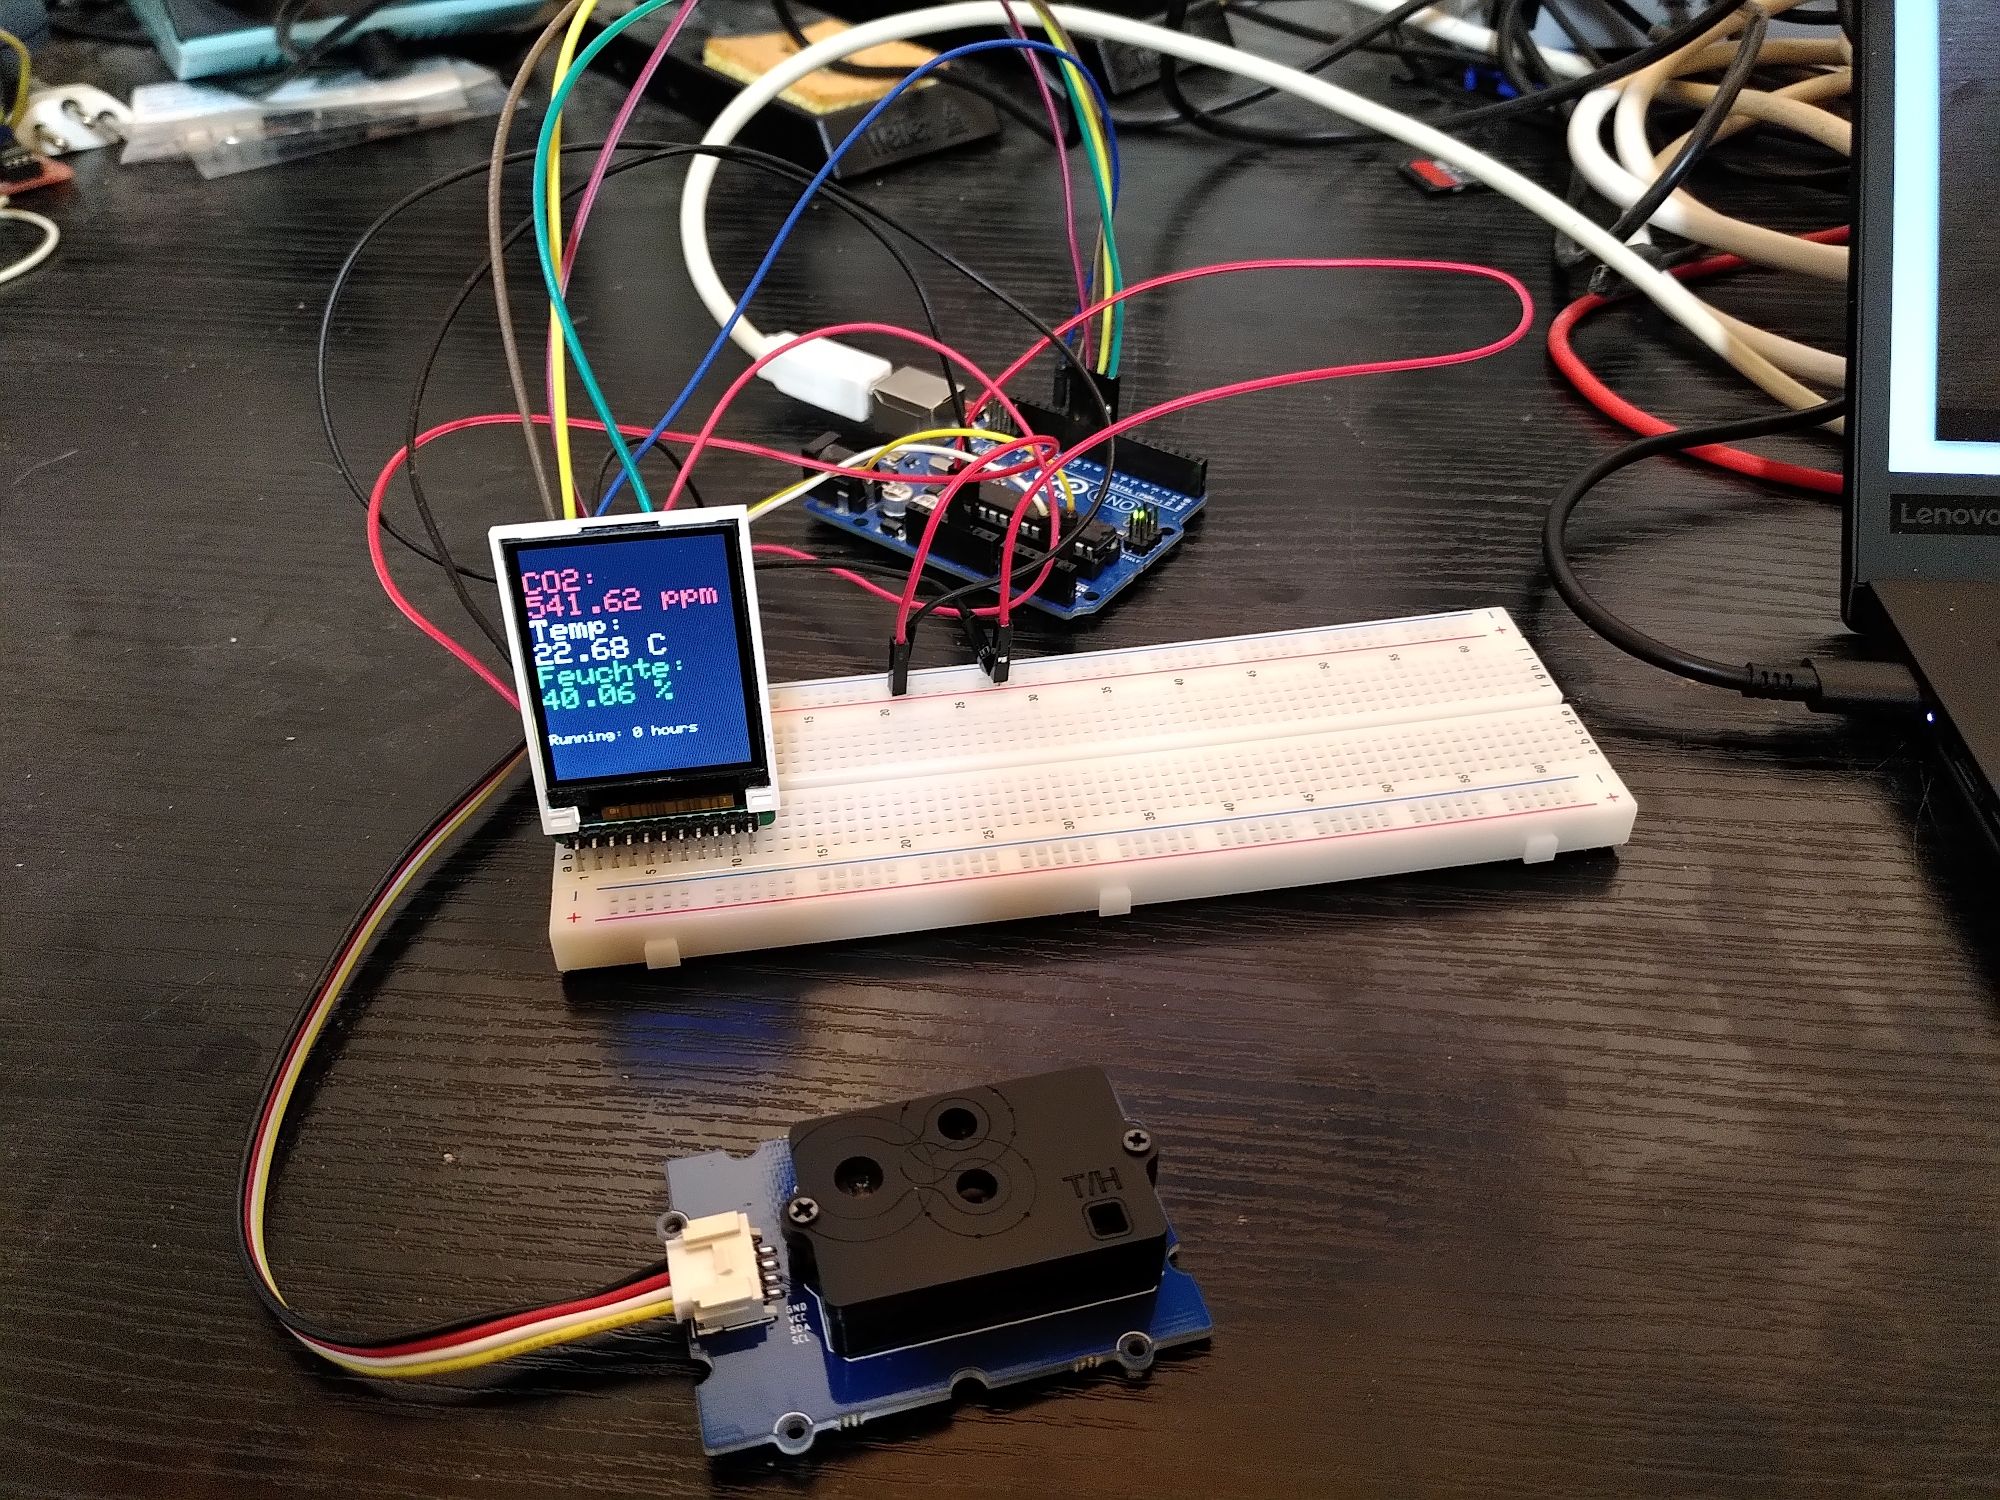 CO2:
541.62 ppm
Temp:
22.68 C
Feuchte:
40.06 %
Running: 0 hours
Lenovo
T/H
GND
VCC
SDA
SCL